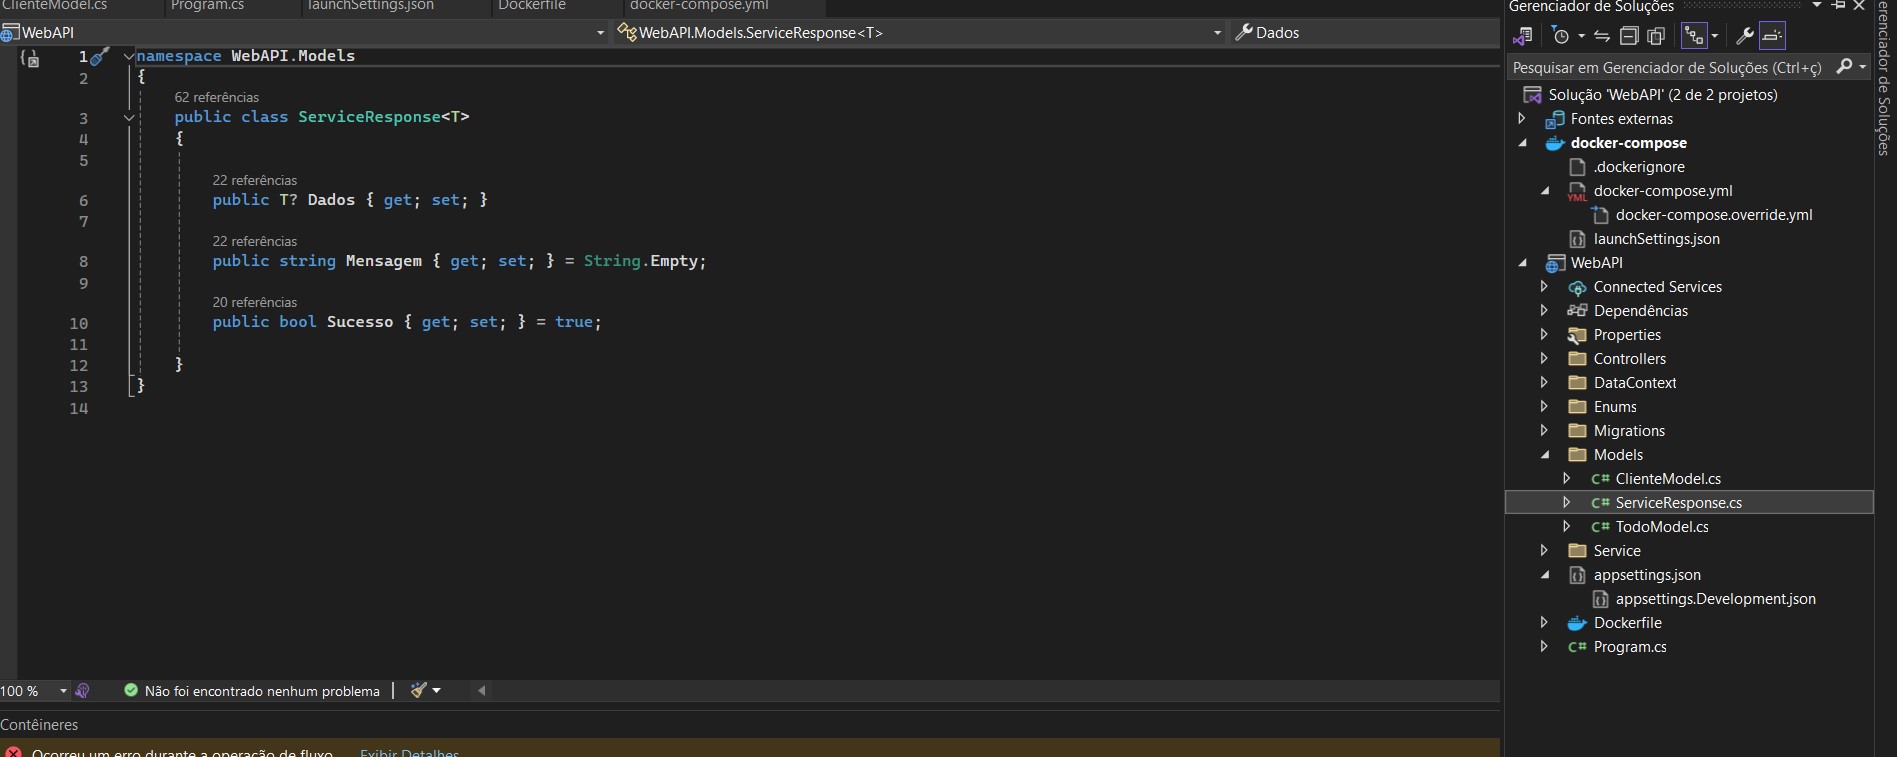 ClienteModel.cs
Program.cs
launchSettings.json
Dockerfile
docker-compose.yml
WebAPI
WebAPI.Models.ServiceResponse<T>
Dados
1 namespace WebAPI.Models
2 {
62 referências
3 public class ServiceResponse<T>
4 {
5
22 referências
6 public T? Dados { get; set; }
7
22 referências
8 public string Mensagem { get; set; } = String.Empty;
9
20 referências
10 public bool Sucesso { get; set; } = true;
11
12 }
13 }
14
100 %
Não foi encontrado nenhum problema
Contêineres
Ocorreu um erro durante a operação de fluxo Exibir Detalhes
Gerenciador de Soluções
Pesquisar em Gerenciador de Soluções (Ctrl+ç)
Solução 'WebAPI' (2 de 2 projetos)
Fontes externas
docker-compose
.dockerignore
YML docker-compose.yml
docker-compose.override.yml
launchSettings.json
WebAPI
Connected Services
Dependências
Properties
Controllers
DataContext
Enums
Migrations
Models
C# ClienteModel.cs
C# ServiceResponse.cs
C# TodoModel.cs
Service
appsettings.json
appsettings.Development.json
Dockerfile
C# Program.cs
erenciador de Soluções